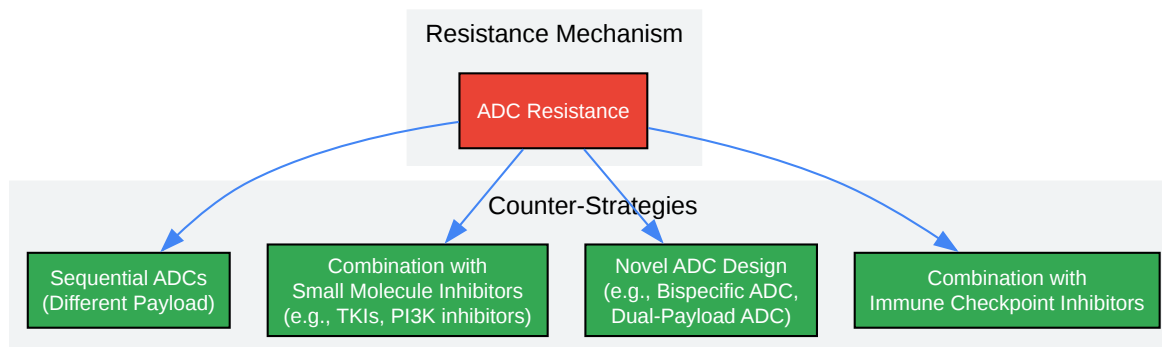 Resistance Mechanism
ADC Resistance
Counter-Strategies
Sequential ADCs
(Different Payload)
Combination with
Small Molecule Inhibitors
(e.g., TKIs, PI3K inhibitors)
Novel ADC Design
(e.g., Bispecific ADC,
Dual-Payload ADC)
Combination with
Immune Checkpoint Inhibitors